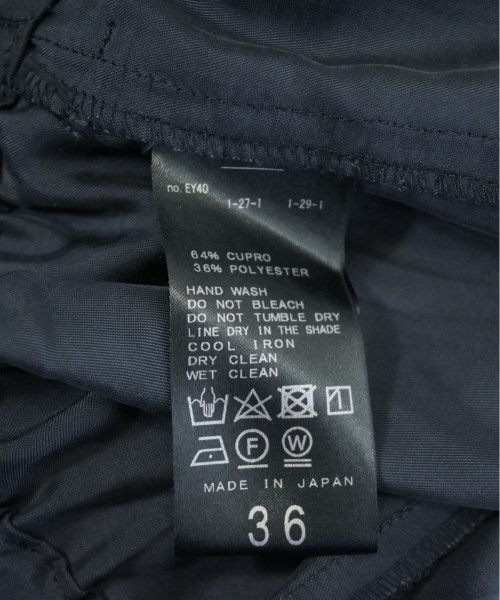 no. EY40
1-27-1 1-29-1
64% CUPRO
36% POLYESTER
HAND WASH
DO NOT BLEACH
DO NOT TUMBLE DRY
LINE DRY IN THE SHADE
COOL IRON
DRY CLEAN
WET CLEAN
F W
MADE IN JAPAN
36